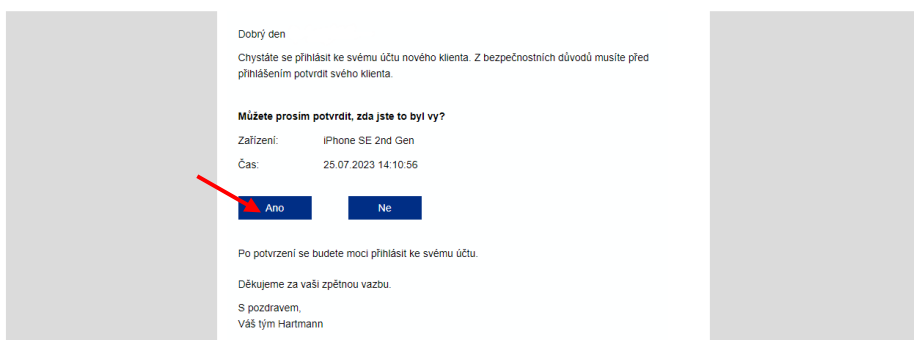 Dobrý den
Chystáte se přihlásit ke svému účtu nového klienta. Z bezpečnostních důvodů musíte před
přihlášením potvrdit svého klienta.
Můžete prosím potvrdit, zda jste to byl vy?
Zařízení: iPhone SE 2nd Gen
Čas: 25.07.2023 14:10:56
Ano Ne
Po potvrzení se budete moci přihlásit ke svému účtu.
Děkujeme za vaši zpětnou vazbu.
S pozdravem,
Váš tým Hartmann